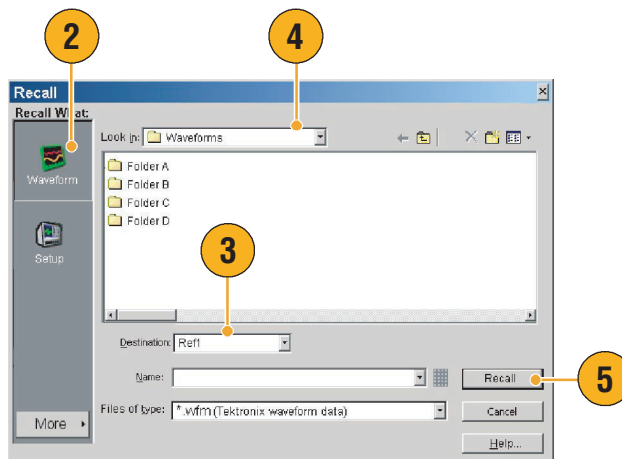 2
4
Recall
Recall What:
Look in: Waveforms
Waveform
Folder A
Folder B
Folder C
Folder D
Setup
3
Destination: Ref1
Name:
Recall
5
Files of type: *.wfm (Tektronix waveform data)
Cancel
More
Help...